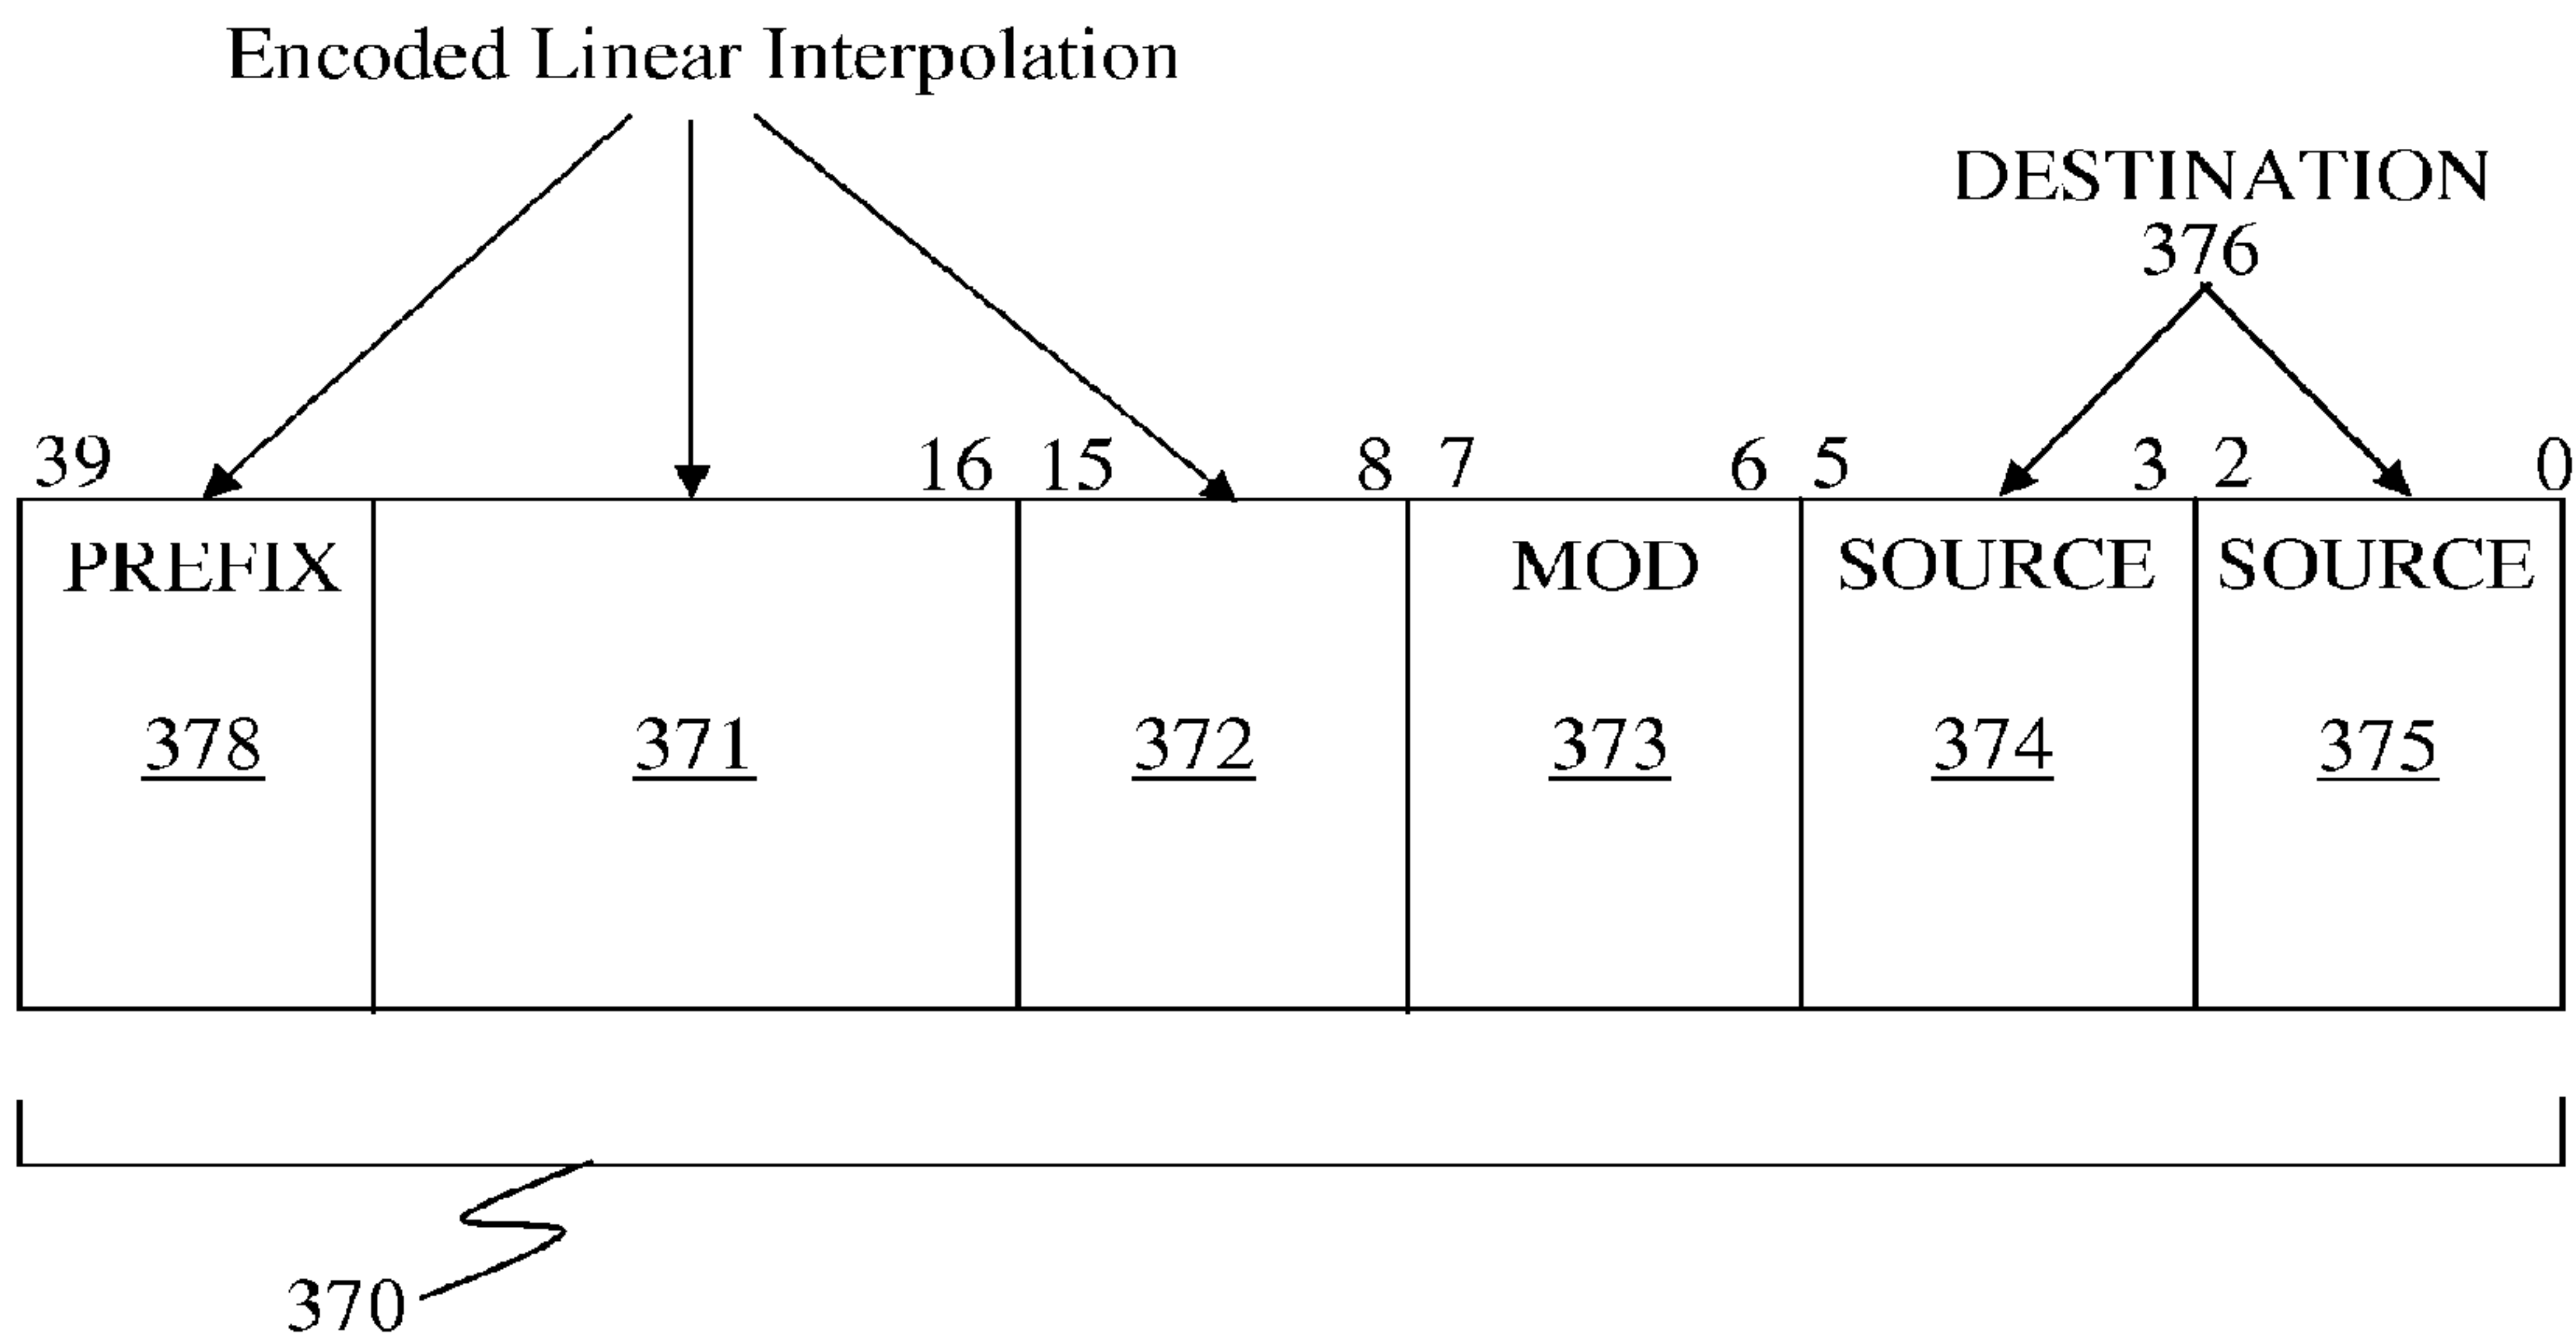 Encoded Linear Interpolation
DESTINATION
376
39 16 15 8 7 6 5 3 2 0
PREFIX MOD SOURCE SOURCE
378 371 372 373 374 375
370